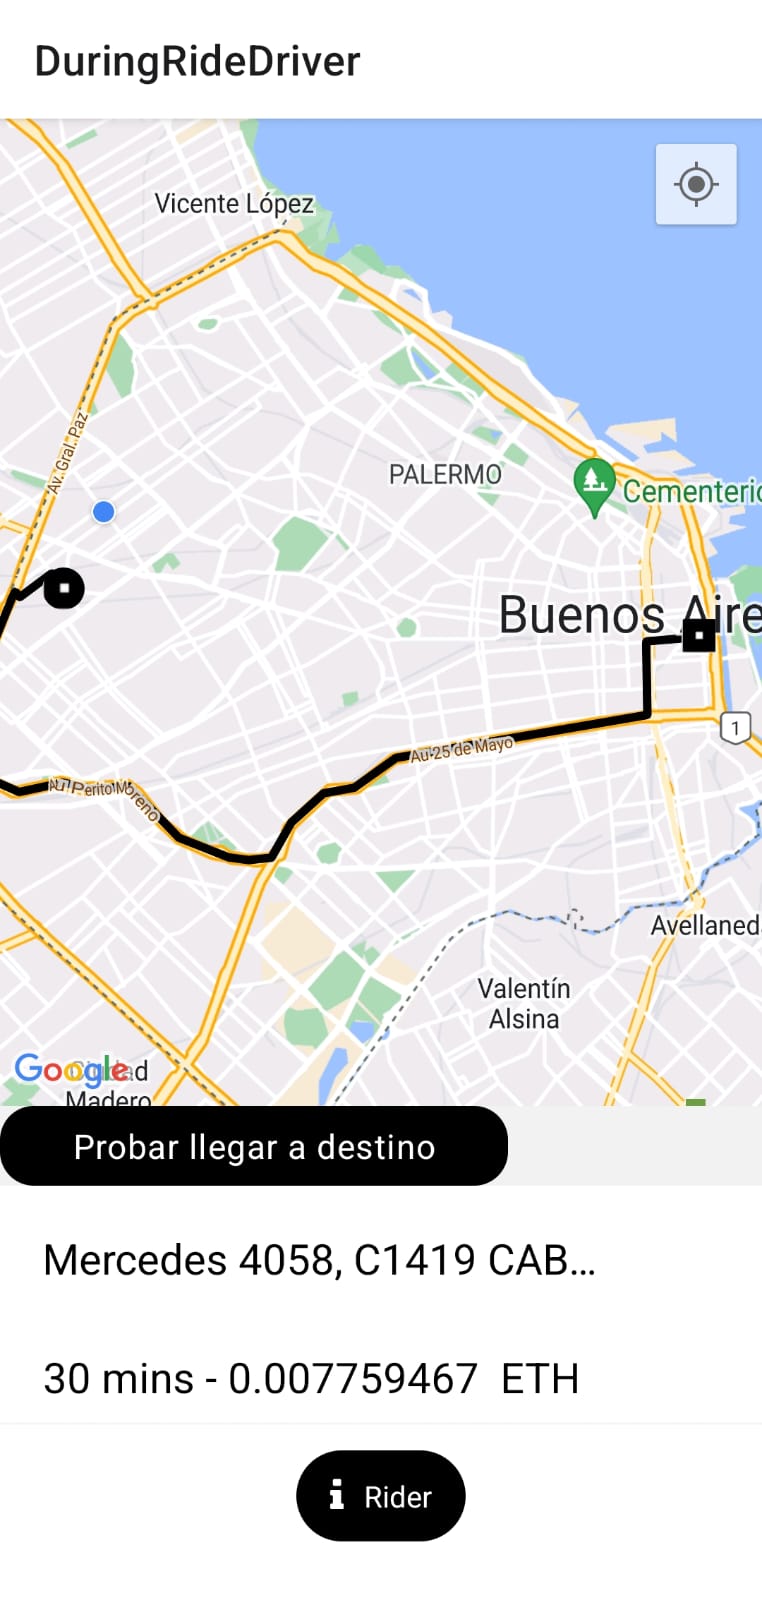 DuringRideDriver
Vicente López
Av. Gral. Paz
PALERMO
Cementerio
Buenos Aire
Au 25 de Mayo
1
Au Perito Moreno
Avellaned
Valentín
Alsina
Google
d
Madero
Probar llegar a destino
Mercedes 4058, C1419 CAB...
30 mins - 0.007759467 ETH
Rider